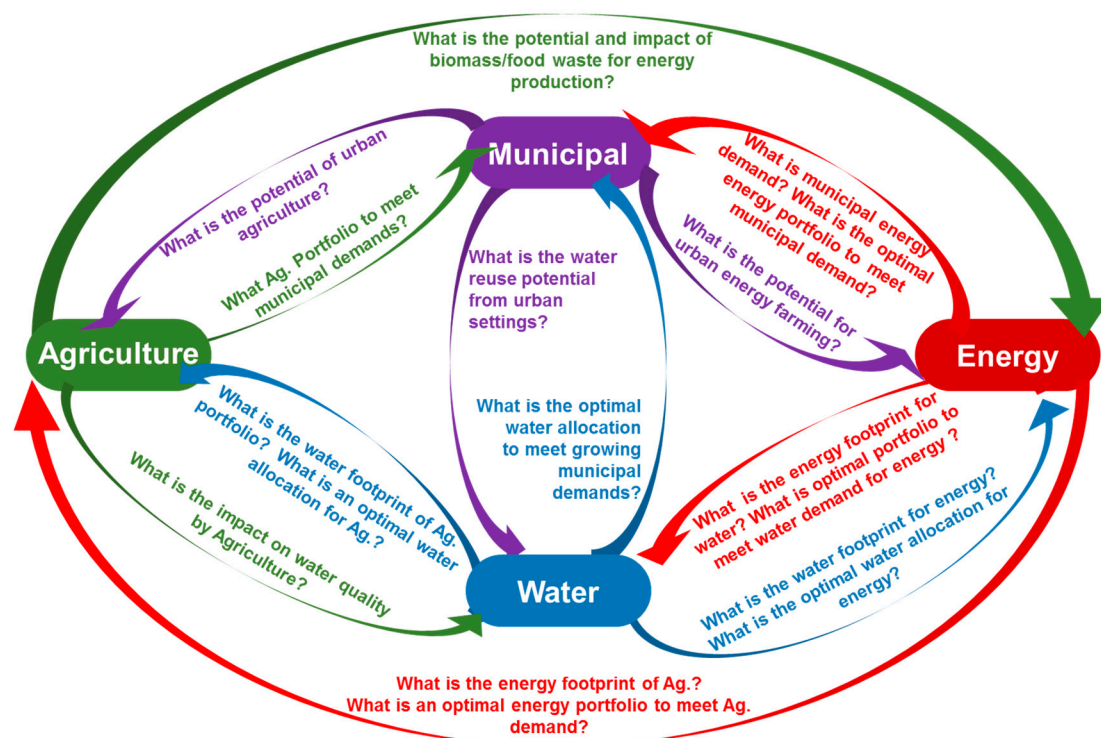 What is the potential and impact of
biomass/food waste for energy
production?
Municipal
What is the potential of urban
agriculture?
What Ag. Portfolio to meet
municipal demands?
What is municipal energy
demand? What is the optimal
energy portfolio to meet
municipal demand?
What is the potential for
urban energy farming?
What is the water
reuse potential
from urban
settings?
Agriculture
Energy
What is the optimal
water allocation
to meet growing
municipal
demands?
What is the water footprint of Ag.
portfolio? What is an optimal water
allocation for Ag.?
What is the impact on water quality
by Agriculture?
What is the energy footprint for
water? What is optimal portfolio to
meet water demand for energy ?
What is the water footprint for energy?
What is the optimal water allocation for
energy?
Water
What is the energy footprint of Ag.?
What is an optimal energy portfolio to meet Ag.
demand?